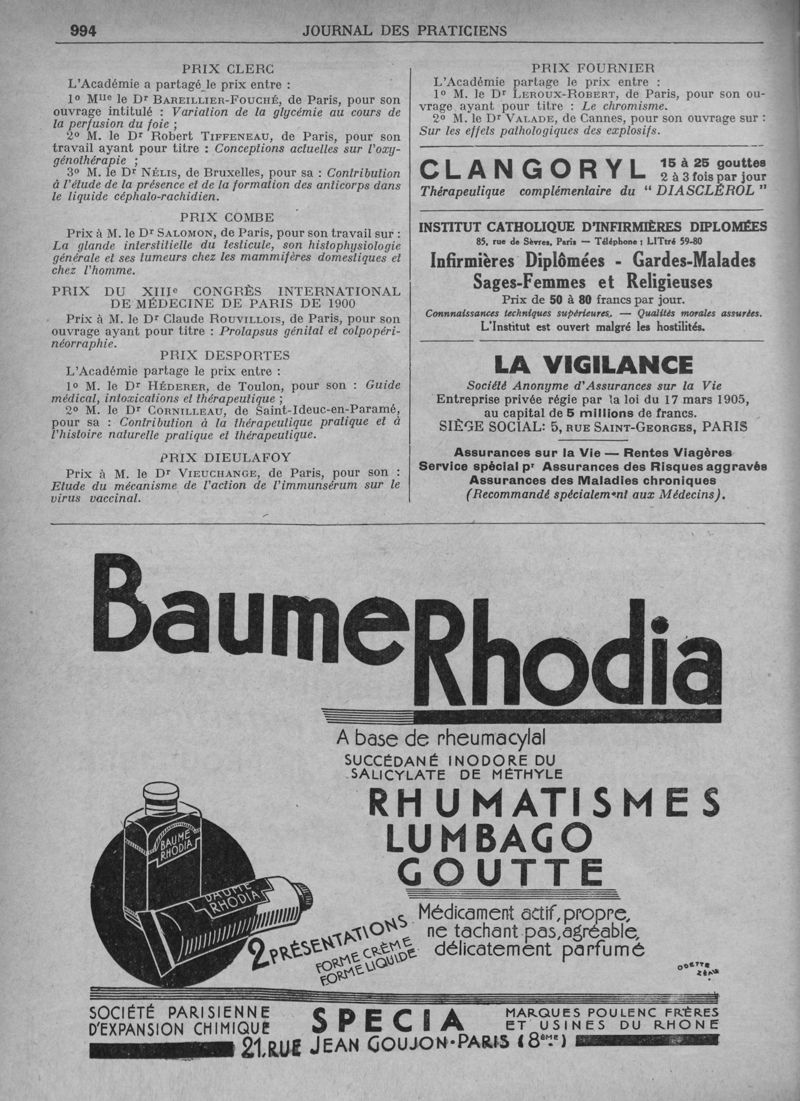 994
JOURNAL DES PRATICIENS
PRIX CLERC
L'Académie a partagé le prix entre :
1o Mlle le Dr BAREILLIER-FOUCHÉ, de Paris, pour son
ouvrage intitulé : Variation de la glycémie au cours de
la perfusion du foie ;
2o M. le Dr Robert TIFFENEAU, de Paris, pour son
travail ayant pour titre : Conceptions actuelles sur l'oxy-
génothérapie ;
3o M. le Dr NÉLIS, de Bruxelles, pour sa : Contribution
à l'étude de la présence et de la formation des anticorps dans
le liquide céphalo-rachidien.
PRIX COMBE
Prix à M. le Dr SALOMON, de Paris, pour son travail sur :
La glande interstitielle du testicule, son histophysiologie
générale et ses tumeurs chez les mammifères domestiques et
chez l'homme.
PRIX DU XIIIe CONGRÈS INTERNATIONAL
DE MÉDECINE DE PARIS DE 1900
Prix à M. le Dr Claude ROUVILLOIS, de Paris, pour son
ouvrage ayant pour titre : Prolapsus génital et colpopéri-
néorraphie.
PRIX DESPORTES
L'Académie partage le prix entre :
1o M. le Dr HÉDERER, de Toulon, pour son : Guide
médical, intoxications et thérapeutique ;
2o M. le Dr CORNILLEAU, de Saint-Ideuc-en-Paramé,
pour sa : Contribution à la thérapeutique pratique et à
l'histoire naturelle pratique et thérapeutique.
PRIX DIEULAFOY
Prix à M. le Dr VIEUCHANGE, de Paris, pour son :
Etude du mécanisme de l'action de l'immunsérum sur le
virus vaccinal.
PRIX FOURNIER
L'Académie partage le prix entre :
1o M. le Dr LEROUX-ROBERT, de Paris, pour son ou-
vrage ayant pour titre : Le chromisme.
2o M. le Dr VALADE, de Cannes, pour son ouvrage sur :
Sur les effets pathologiques des explosifs.
CLANGORYL 15 à 25 gouttes
2 à 3 fois par jour
Thérapeutique complémentaire du "DIASCLÉROL"
INSTITUT CATHOLIQUE D'INFIRMIÈRES DIPLOMÉES
85, rue de Sèvres, Paris — Téléphone : LITtré 59-80
Infirmières Diplômées - Gardes-Malades
Sages-Femmes et Religieuses
Prix de 50 à 80 francs par jour.
Connnaissances techniques supérieures. — Qualités morales assurées.
L'Institut est ouvert malgré les hostilités.
LA VIGILANCE
Société Anonyme d'Assurances sur la Vie
Entreprise privée régie par la loi du 17 mars 1905,
au capital de 5 millions de francs.
SIÈGE SOCIAL: 5, RUE SAINT-GEORGES, PARIS
Assurances sur la Vie — Rentes Viagères
Service spécial pr Assurances des Risques aggravés
Assurances des Maladies chroniques
(Recommandé spécialement aux Médecins).
Baume Rhodia
A base de rheumacylal
SUCCÉDANÉ INODORE DU
SALICYLATE DE MÉTHYLE
RHUMATISMES
LUMBAGO
GOUTTE
BAUME
RHODIA
BAUME
RHODIA
2 PRÉSENTATIONS
FORME CRÈME
FORME LIQUIDE
Médicament actif, propre,
ne tachant pas, agréable,
délicatement parfumé
ODETTE
SOCIÉTÉ PARISIENNE
D'EXPANSION CHIMIQUE
SPECIA
MARQUES POULENC FRÈRES
ET USINES DU RHONE
21, RUE JEAN GOUJON-PARIS (8ème)